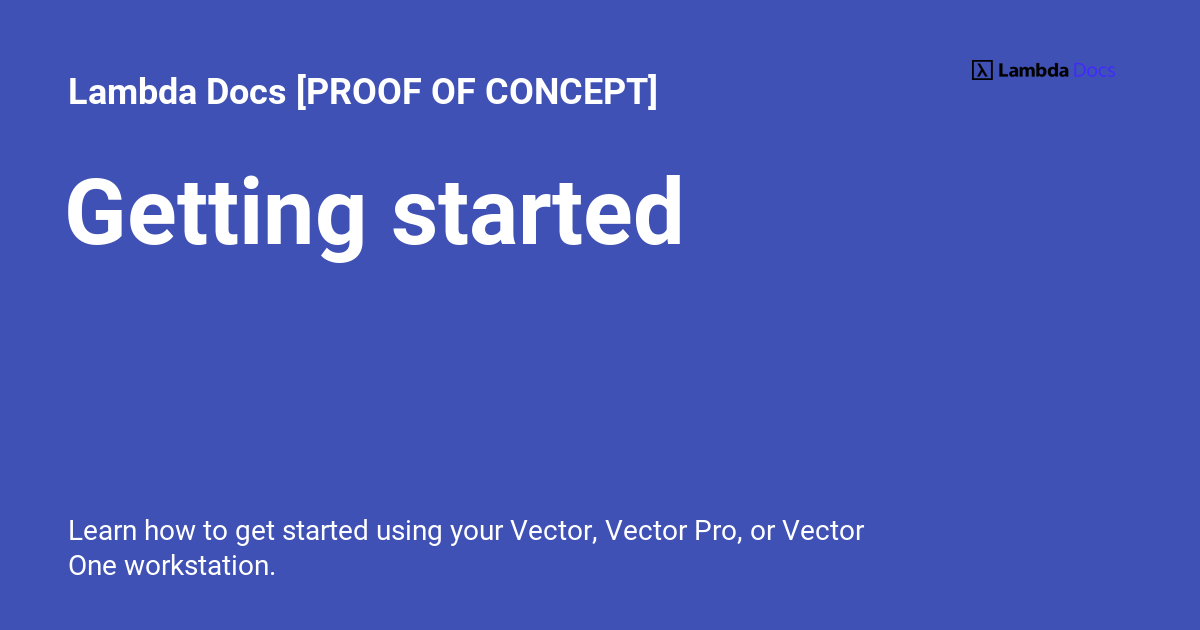 Lambda Docs [PROOF OF CONCEPT]
λ Lambda Docs
Getting started
Learn how to get started using your Vector, Vector Pro, or Vector
One workstation.